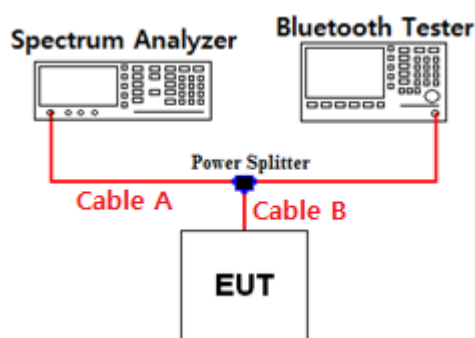 Spectrum Analyzer
Bluetooth Tester
Power Splitter
Cable A
Cable B
EUT